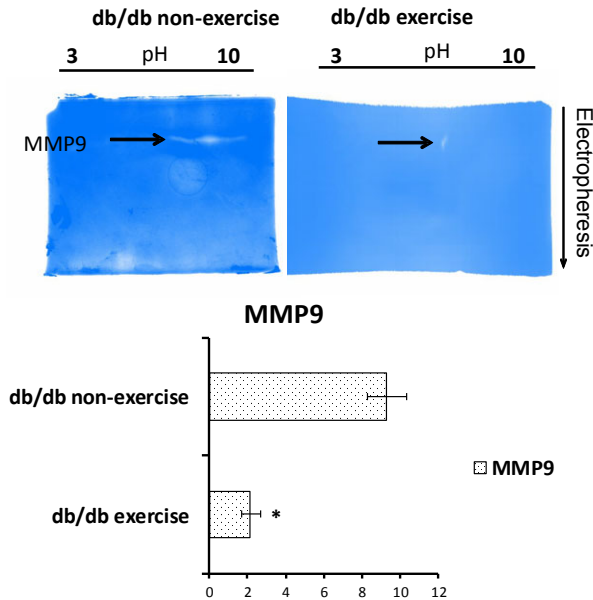 db/db non-exercise
db/db exercise
3 pH 10
3 pH 10
MMP9
Electropheresis
MMP9
db/db non-exercise
MMP9
db/db exercise
*
0 2 4 6 8 10 12